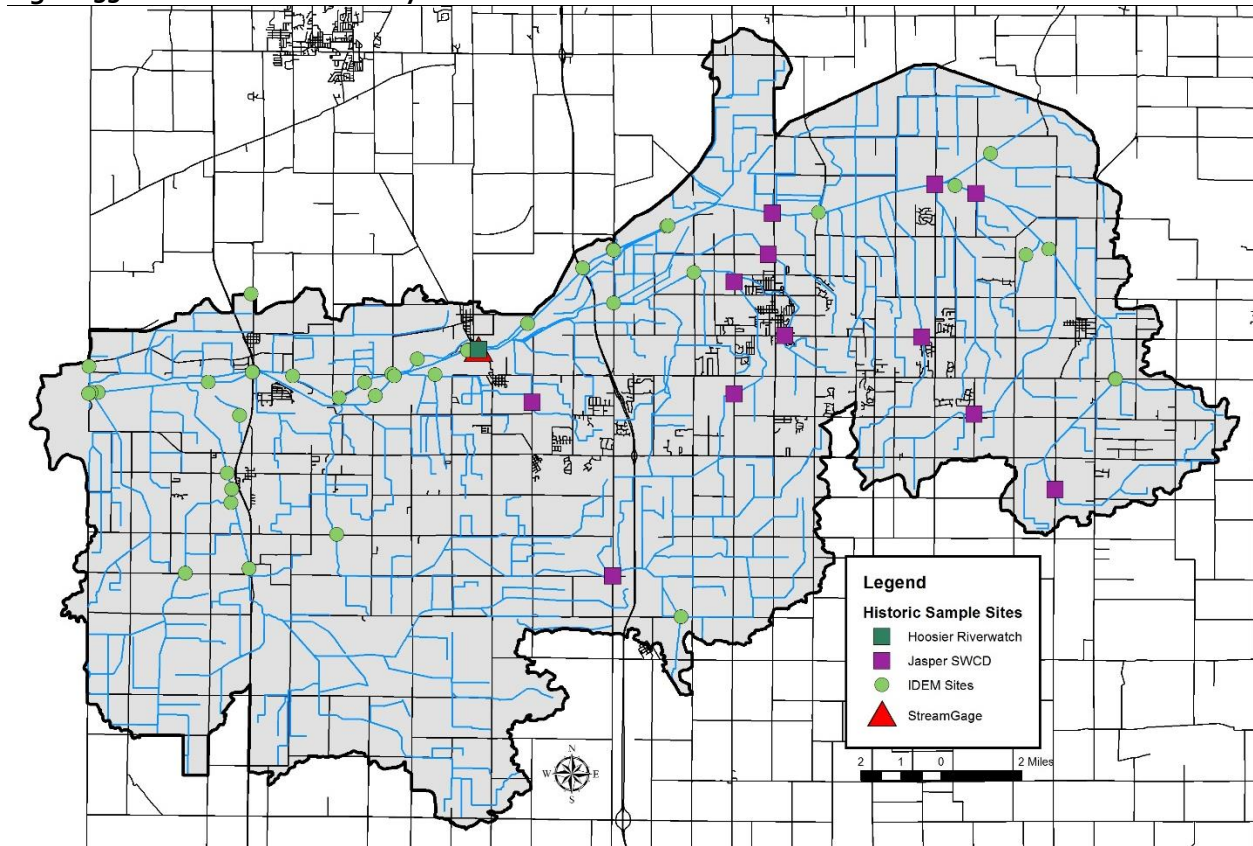 N
W E
S
Legend
Historic Sample Sites
Hoosier Riverwatch
Jasper SWCD
IDEM Sites
StreamGage
2 1 0 2 Miles